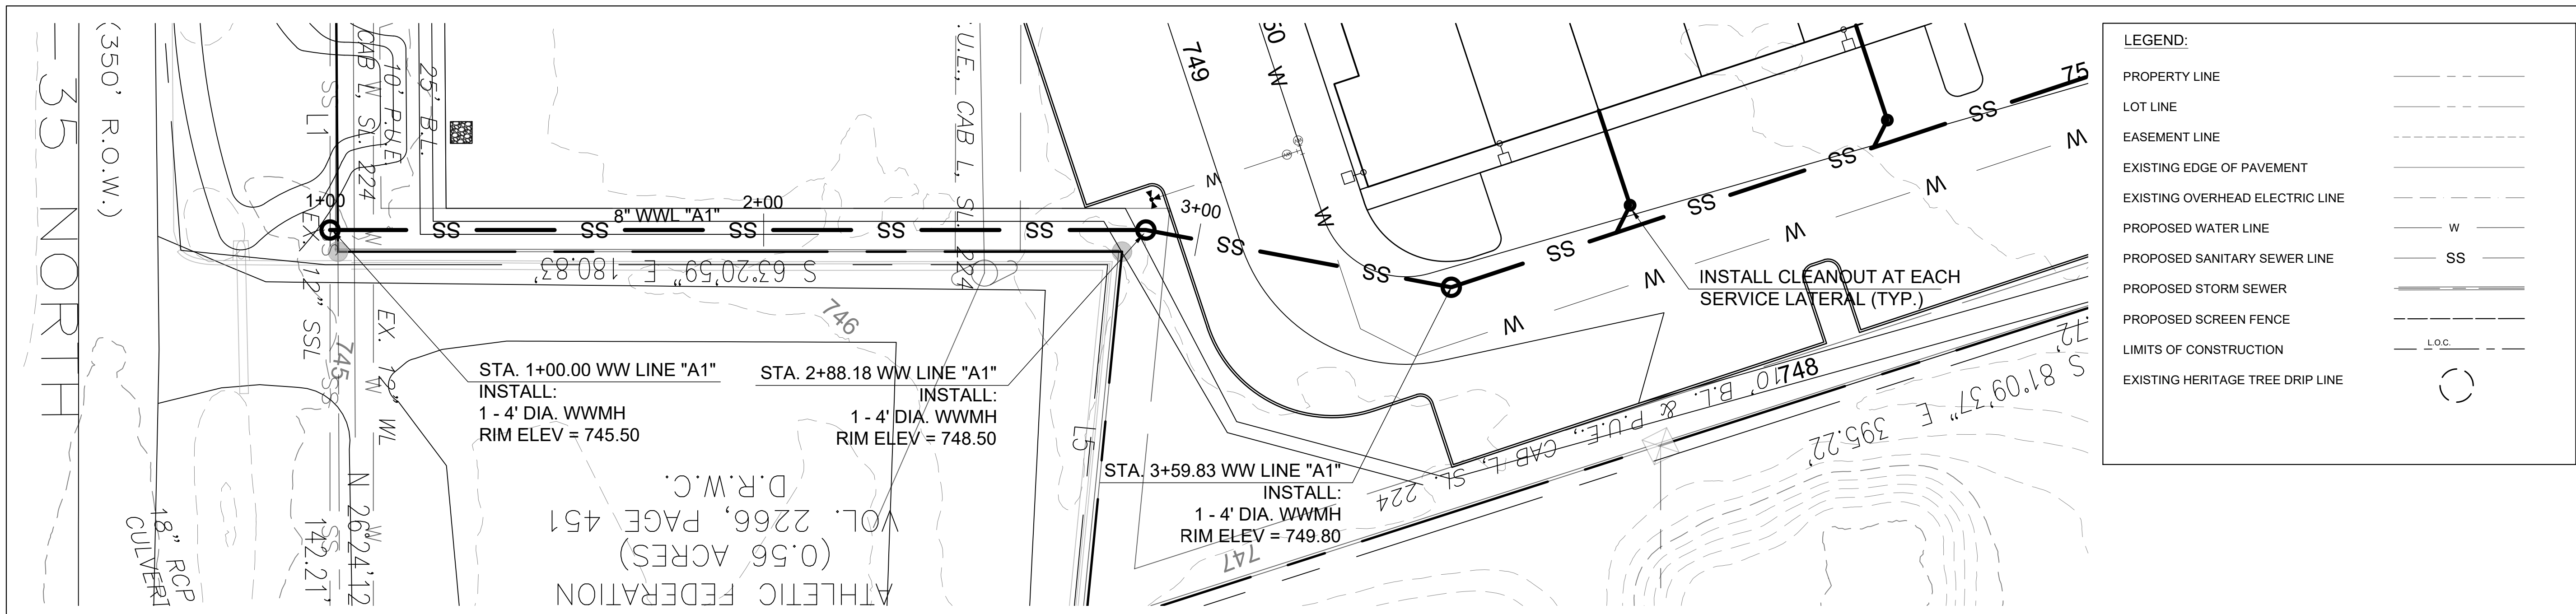 35 NORTH
(350' R.O.W.)
CAB L, SL. 224
10' P.U.E.
25' B.L.
SS
L1
1+00
8" WWL "A1"
2+00
3+00
SS
SS
SS
SS
SS
SS
SS
SS
SS
SS
SS
W
W
W
W
W
W
W
W
.U.E., CAB L, SL. 224
749
50
75
S 63°20'59" E 180.83'
EX. 12" SSL
EX. 12" WL
745
SS
W
746
STA. 1+00.00 WW LINE "A1"
INSTALL:
1 - 4' DIA. WWMH
RIM ELEV = 745.50
STA. 2+88.18 WW LINE "A1"
INSTALL:
1 - 4' DIA. WWMH
RIM ELEV = 748.50
STA. 3+59.83 WW LINE "A1"
INSTALL:
1 - 4' DIA. WWMH
RIM ELEV = 749.80
INSTALL CLEANOUT AT EACH
SERVICE LATERAL (TYP.)
L5
18" RCP
CULVERT
N 26°24'12
142.21'
ATHLETIC FEDERATION
(0.56 ACRES)
VOL. 2266, PAGE 451
D.R.W.C.
10' B.L. & P.U.E., CAB L, SL. 224
748
747
S 81°09'37" E 395.22'
72'
LEGEND:
PROPERTY LINE
LOT LINE
EASEMENT LINE
EXISTING EDGE OF PAVEMENT
EXISTING OVERHEAD ELECTRIC LINE
PROPOSED WATER LINE W
PROPOSED SANITARY SEWER LINE SS
PROPOSED STORM SEWER
PROPOSED SCREEN FENCE
LIMITS OF CONSTRUCTION L.O.C.
EXISTING HERITAGE TREE DRIP LINE